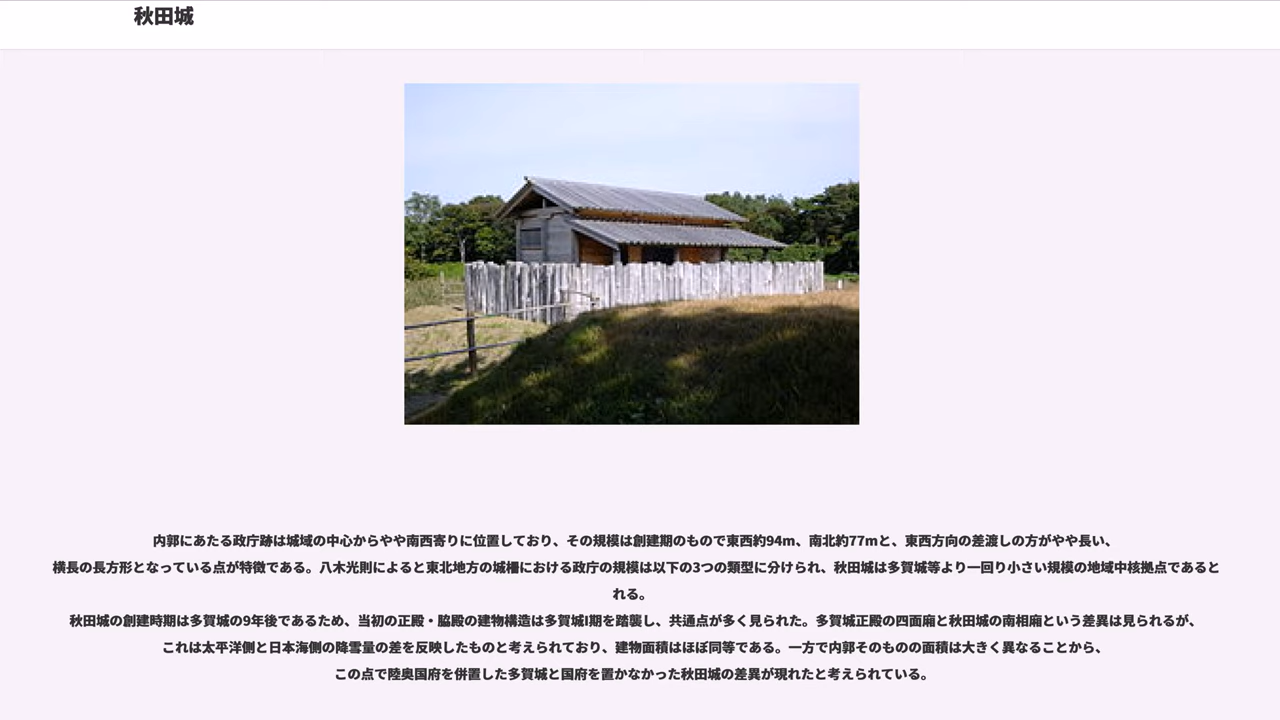 秋田城
内郭にあたる政庁跡は城域の中心からやや南西寄りに位置しており、その規模は創建期のもので東西約94m、南北約77mと、東西方向の差渡しの方がやや長い、
横長の長方形となっている点が特徴である。八木光則によると東北地方の城柵における政庁の規模は以下の3つの類型に分けられ、秋田城は多賀城等より一回り小さい規模の地域中核拠点であると
れる。
秋田城の創建時期は多賀城の9年後であるため、当初の正殿・脇殿の建物構造は多賀城I期を踏襲し、共通点が多く見られた。多賀城正殿の四面廂と秋田城の南相廂という差異は見られるが、
これは太平洋側と日本海側の降雪量の差を反映したものと考えられており、建物面積はほぼ同等である。一方で内郭そのものの面積は大きく異なることから、
この点で陸奥国府を併置した多賀城と国府を置かなかった秋田城の差異が現れたと考えられている。